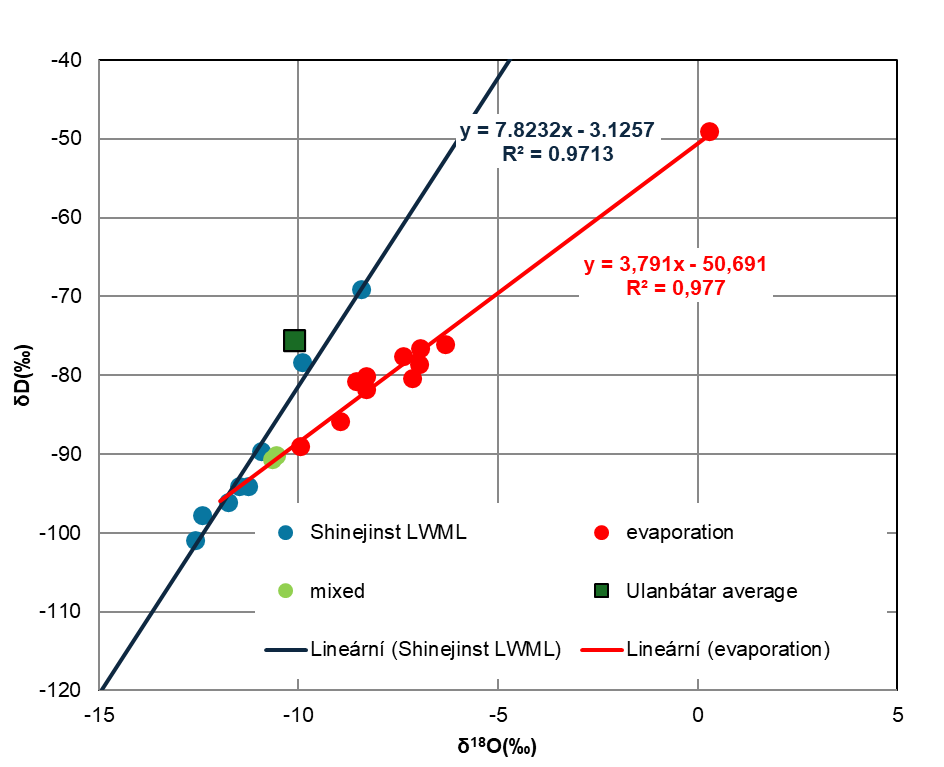 -40
-50
-60
-70
-80
-90
-100
-110
-120
δD(‰)
y = 7.8232x - 3.1257
R² = 0.9713
y = 3,791x - 50,691
R² = 0,977
Shinejinst LWML
evaporation
mixed
Ulanbátar average
Lineární (Shinejinst LWML)
Lineární (evaporation)
-15 -10 -5 0 5
δ¹⁸O(‰)